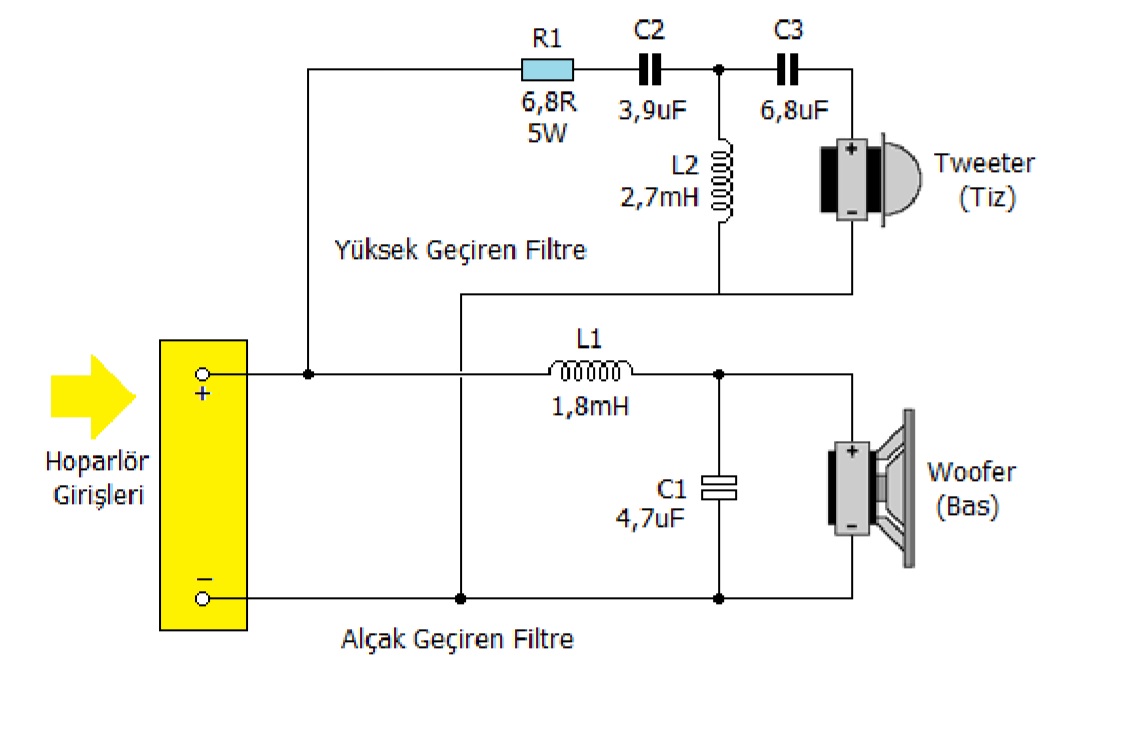 R1
6,8R
5W
C2
3,9uF
C3
6,8uF
L2
2,7mH
+
–
Tweeter
(Tiz)
Yüksek Geçiren Filtre
L1
1,8mH
+
–
Hoparlör
Girişleri
C1
4,7uF
+
–
Woofer
(Bas)
Alçak Geçiren Filtre